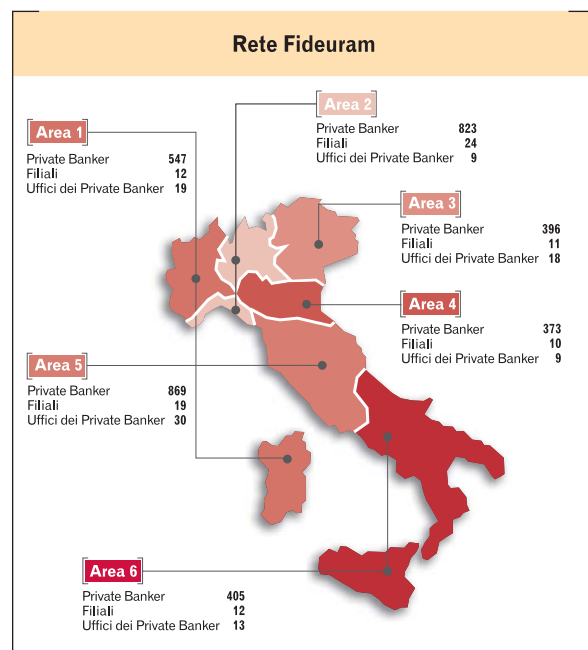 Rete Fideuram
Area 1
Private Banker 547
Filiali 12
Uffici dei Private Banker 19
Area 2
Private Banker 823
Filiali 24
Uffici dei Private Banker 9
Area 3
Private Banker 396
Filiali 11
Uffici dei Private Banker 18
Area 4
Private Banker 373
Filiali 10
Uffici dei Private Banker 9
Area 5
Private Banker 869
Filiali 19
Uffici dei Private Banker 30
Area 6
Private Banker 405
Filiali 12
Uffici dei Private Banker 13